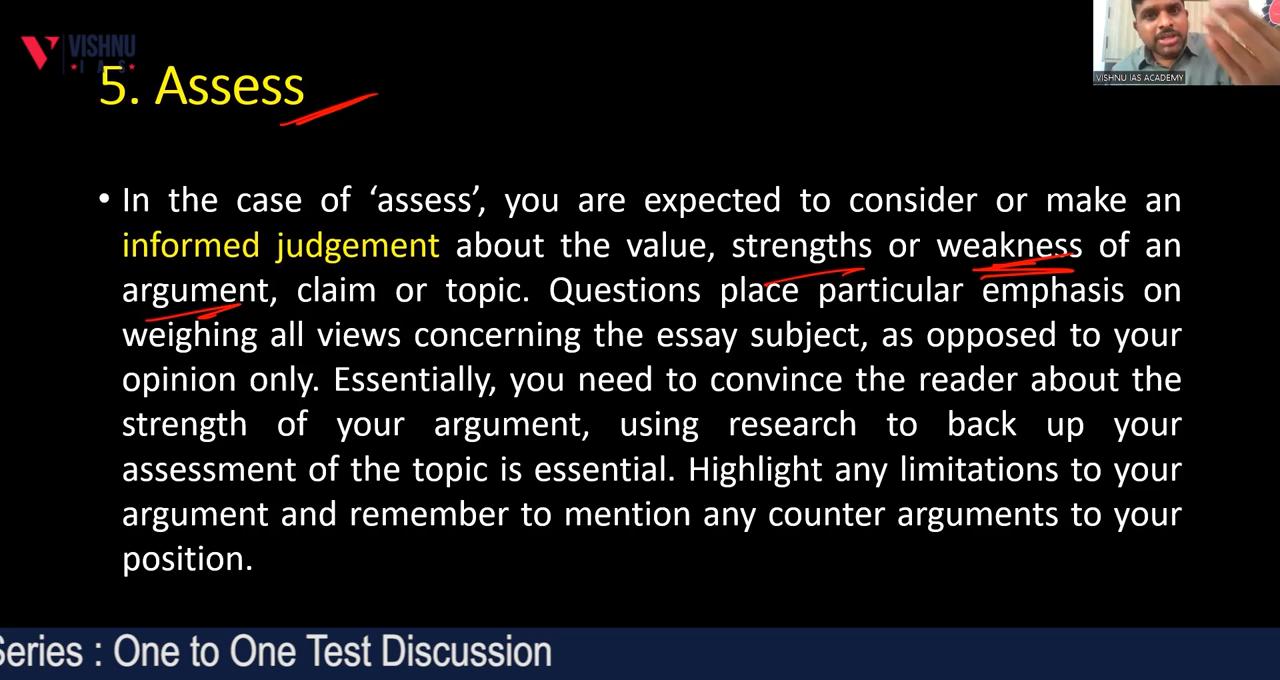 VISHNU
IAS
VISHNU IAS ACADEMY
5. Assess
• In the case of ‘assess’, you are expected to consider or make an
informed judgement about the value, strengths or weakness of an
argument, claim or topic. Questions place particular emphasis on
weighing all views concerning the essay subject, as opposed to your
opinion only. Essentially, you need to convince the reader about the
strength of your argument, using research to back up your
assessment of the topic is essential. Highlight any limitations to your
argument and remember to mention any counter arguments to your
position.
Series : One to One Test Discussion